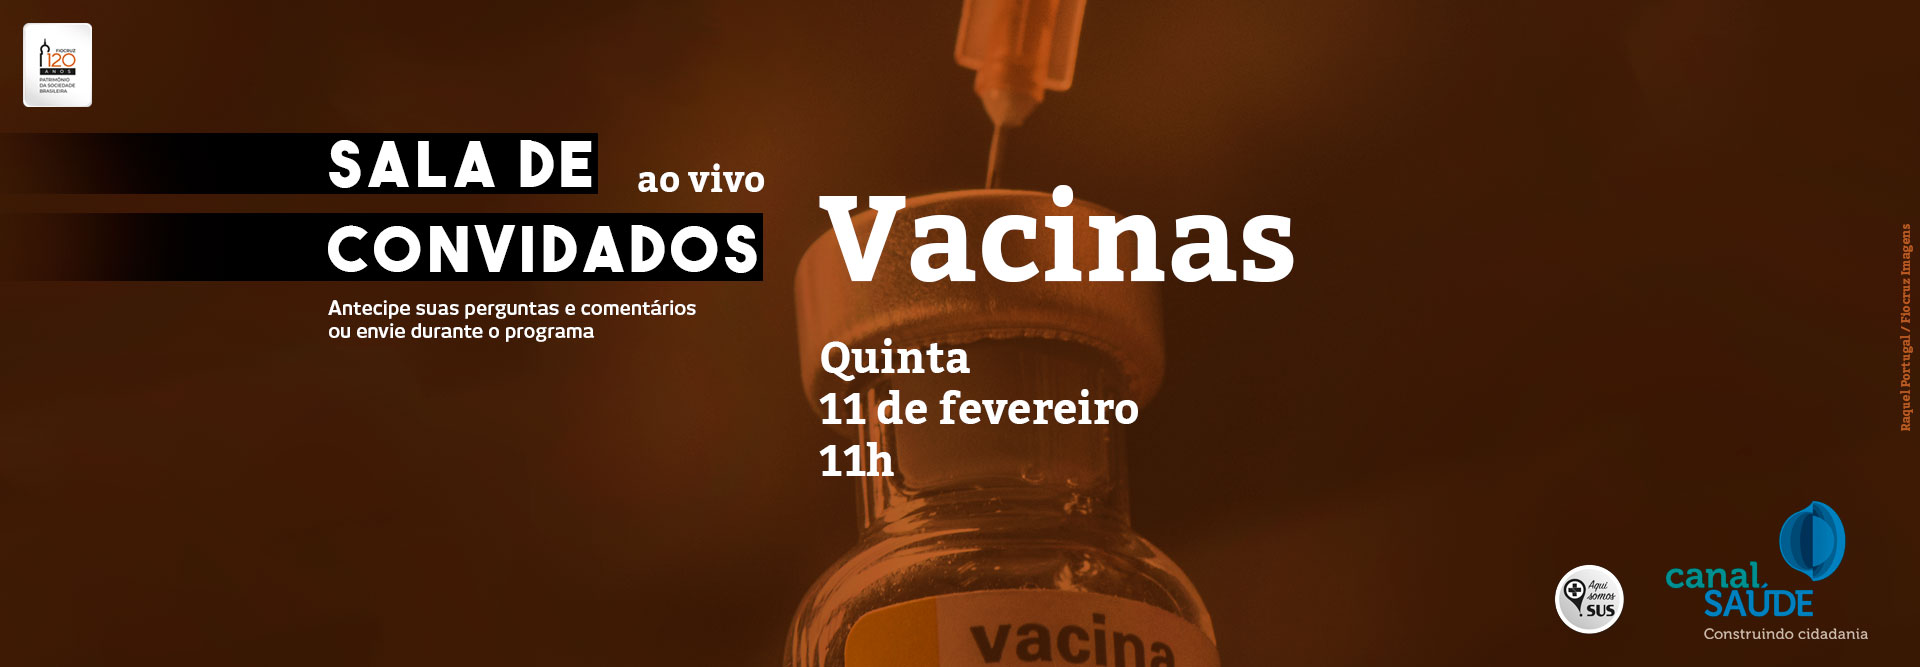 FIOCRUZ
120
ANOS
PATRIMÔNIO
DA SOCIEDADE
BRASILEIRA
SALA DE
ao vivo
CONVIDADOS
Antecipe suas perguntas e comentários
ou envie durante o programa
Vacinas
Quinta
11 de fevereiro
11h
vacina
Raquel Portugal / Fiocruz Imagens
Aqui
somos
SUS
canal
SAÚDE
Construindo cidadania